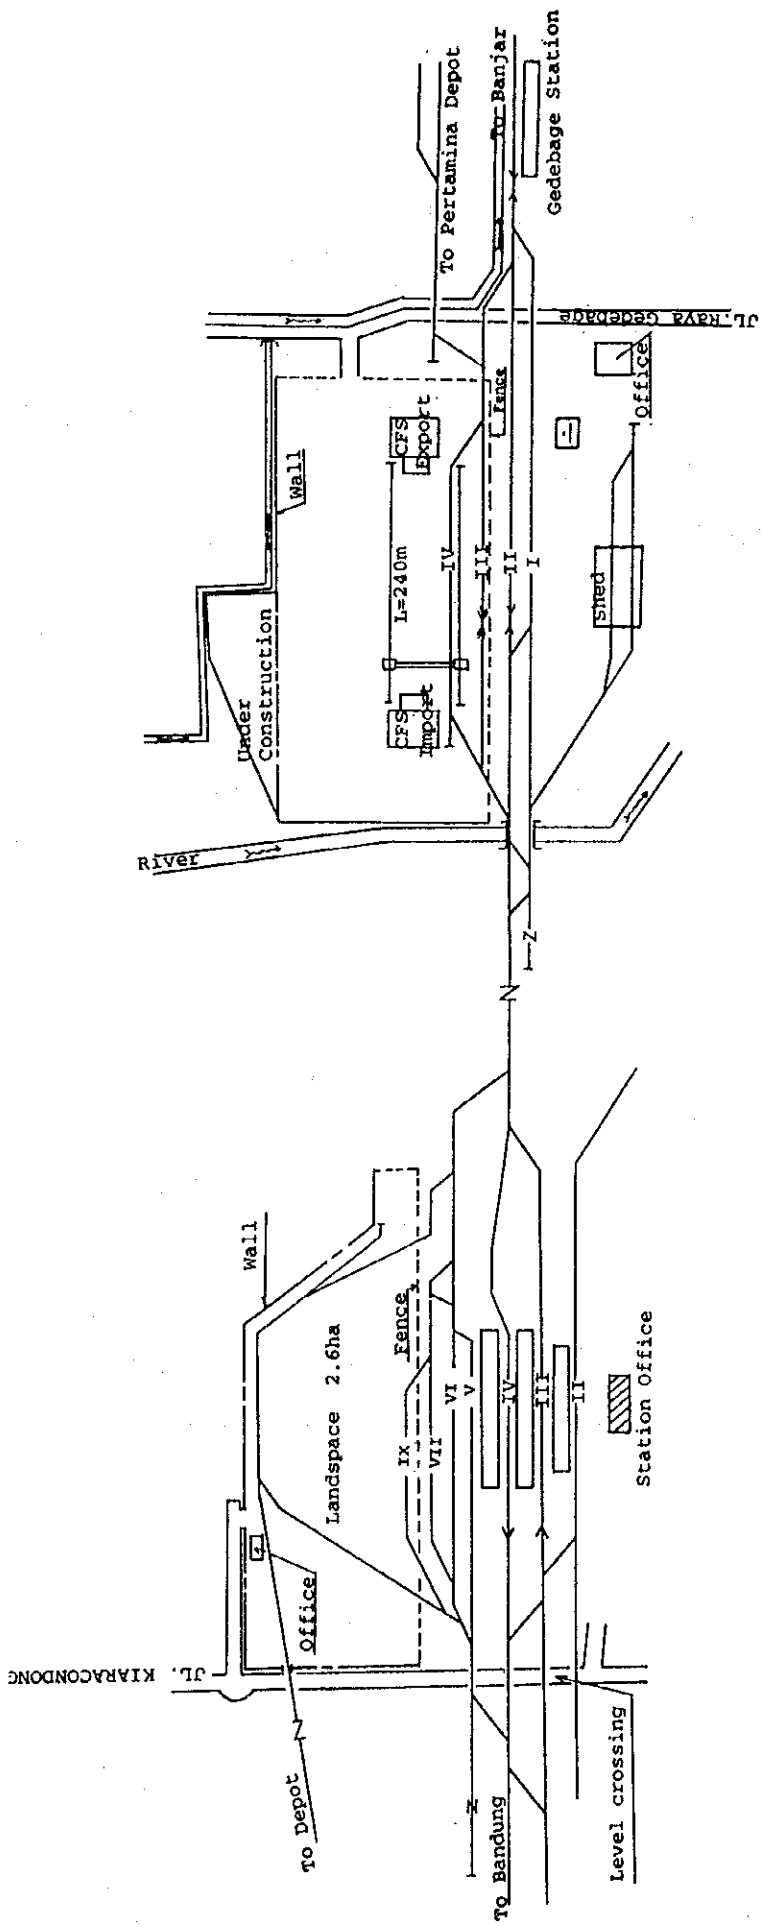 JL. KIARACONDONG
To Depot
To Bandung
Level crossing
Office
Wall
Landspace 2.6ha
Fence
IX
VII
VI
V
IV
III
II
Station Office
River
Under
Construction
Wall
CFS
Import
L=240m
CFS
Export
IV
III
II
I
Fence
Shed
Office
JL.Raya Gedebage
To Pertamina Depot
To Banjar
Gedebage Station